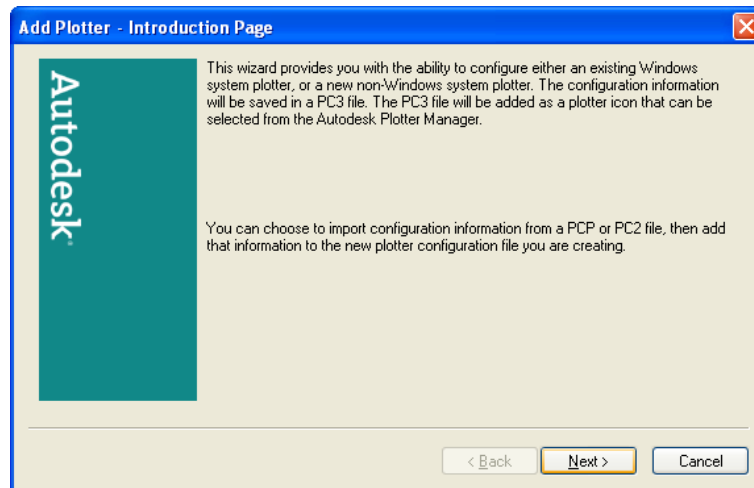 Add Plotter - Introduction Page
Autodesk
This wizard provides you with the ability to configure either an existing Windows
system plotter, or a new non-Windows system plotter. The configuration information
will be saved in a PC3 file. The PC3 file will be added as a plotter icon that can be
selected from the Autodesk Plotter Manager.
You can choose to import configuration information from a PCP or PC2 file, then add
that information to the new plotter configuration file you are creating.
< Back Next > Cancel